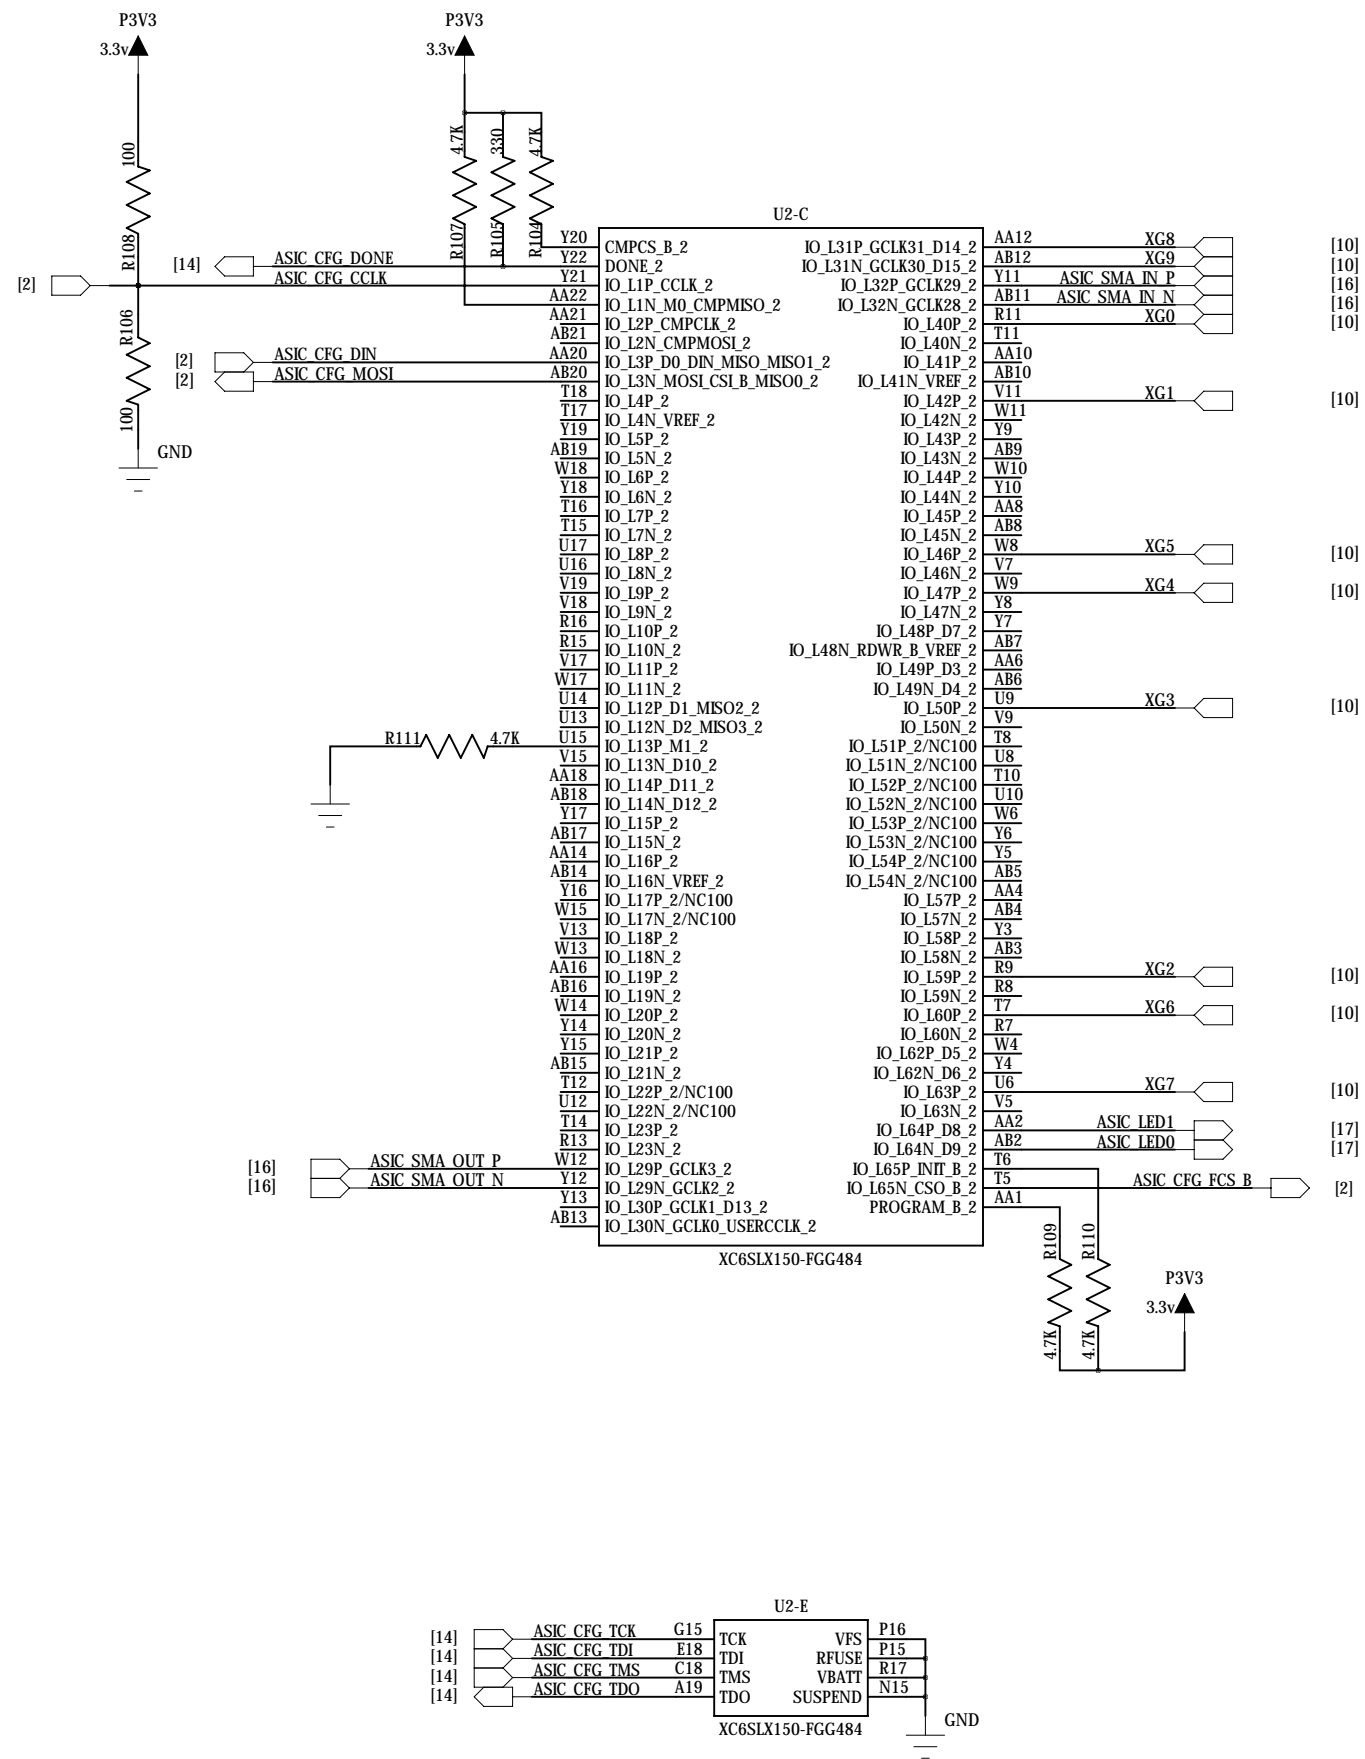 P3V3
3.3v
P3V3
3.3v
100
R108
R106
100
GND
4.7K
330
4.7K
R107
R105
R104
U2-C
[14] ASIC_CFG_DONE
[2] ASIC_CFG_CCLK
[2] ASIC_CFG_DIN
[2] ASIC_CFG_MOSI
Y20 CMPCS_B_2
Y22 DONE_2
Y21 IO_L1P_CCLK_2
AA22 IO_L1N_M0_CMPMISO_2
AA21 IO_L2P_CMPCLK_2
AB21 IO_L2N_CMPMOSI_2
AA20 IO_L3P_D0_DIN_MISO_MISO1_2
AB20 IO_L3N_MOSI_CSI_B_MISO0_2
T18 IO_L4P_2
T17 IO_L4N_VREF_2
Y19 IO_L5P_2
AB19 IO_L5N_2
W18 IO_L6P_2
Y18 IO_L6N_2
T16 IO_L7P_2
T15 IO_L7N_2
U17 IO_L8P_2
U16 IO_L8N_2
V19 IO_L9P_2
V18 IO_L9N_2
R16 IO_L10P_2
R15 IO_L10N_2
V17 IO_L11P_2
W17 IO_L11N_2
U14 IO_L12P_D1_MISO2_2
U13 IO_L12N_D2_MISO3_2
R111 4.7K U15 IO_L13P_M1_2
V15 IO_L13N_D10_2
AA18 IO_L14P_D11_2
AB18 IO_L14N_D12_2
Y17 IO_L15P_2
AB17 IO_L15N_2
AA14 IO_L16P_2
AB14 IO_L16N_VREF_2
Y16 IO_L17P_2/NC100
W15 IO_L17N_2/NC100
V13 IO_L18P_2
W13 IO_L18N_2
AA16 IO_L19P_2
AB16 IO_L19N_2
W14 IO_L20P_2
Y14 IO_L20N_2
Y15 IO_L21P_2
AB15 IO_L21N_2
T12 IO_L22P_2/NC100
U12 IO_L22N_2/NC100
T14 IO_L23P_2
R13 IO_L23N_2
[16] ASIC_SMA_OUT_P W12 IO_L29P_GCLK3_2
[16] ASIC_SMA_OUT_N Y12 IO_L29N_GCLK2_2
Y13 IO_L30P_GCLK1_D13_2
AB13 IO_L30N_GCLK0_USERCCLK_2
IO_L31P_GCLK31_D14_2 AA12 XG8 [10]
IO_L31N_GCLK30_D15_2 AB12 XG9 [10]
IO_L32P_GCLK29_2 Y11 ASIC_SMA_IN_P [16]
IO_L32N_GCLK28_2 AB11 ASIC_SMA_IN_N [16]
IO_L40P_2 R11 XG0 [10]
IO_L40N_2 T11
IO_L41P_2 AA10
IO_L41N_VREF_2 AB10
IO_L42P_2 V11 XG1 [10]
IO_L42N_2 W11
IO_L43P_2 Y9
IO_L43N_2 AB9
IO_L44P_2 W10
IO_L44N_2 Y10
IO_L45P_2 AA8
IO_L45N_2 AB8
IO_L46P_2 W8 XG5 [10]
IO_L46N_2 V7
IO_L47P_2 W9 XG4 [10]
IO_L47N_2 Y8
IO_L48P_D7_2 Y7
IO_L48N_RDWR_B_VREF_2 AB7
IO_L49P_D3_2 AA6
IO_L49N_D4_2 AB6
IO_L50P_2 U9 XG3 [10]
IO_L50N_2 V9
IO_L51P_2/NC100 T8
IO_L51N_2/NC100 U8
IO_L52P_2/NC100 T10
IO_L52N_2/NC100 U10
IO_L53P_2/NC100 W6
IO_L53N_2/NC100 Y6
IO_L54P_2/NC100 Y5
IO_L54N_2/NC100 AB5
IO_L57P_2 AA4
IO_L57N_2 AB4
IO_L58P_2 Y3
IO_L58N_2 AB3
IO_L59P_2 R9 XG2 [10]
IO_L59N_2 R8
IO_L60P_2 T7 XG6 [10]
IO_L60N_2 R7
IO_L62P_D5_2 W4
IO_L62N_D6_2 Y4
IO_L63P_2 U6 XG7 [10]
IO_L63N_2 V5
IO_L64P_D8_2 AA2 ASIC_LED1 [17]
IO_L64N_D9_2 AB2 ASIC_LED0 [17]
IO_L65P_INIT_B_2 T6
IO_L65N_CSO_B_2 T5 ASIC_CFG_FCS_B [2]
PROGRAM_B_2 AA1
XC6SLX150-FGG484
R109
R110
4.7K
4.7K
P3V3
3.3v
U2-E
[14] ASIC_CFG_TCK G15 TCK VFS P16
[14] ASIC_CFG_TDI E18 TDI RFUSE P15
[14] ASIC_CFG_TMS C18 TMS VBATT R17
[14] ASIC_CFG_TDO A19 TDO SUSPEND N15
XC6SLX150-FGG484
GND